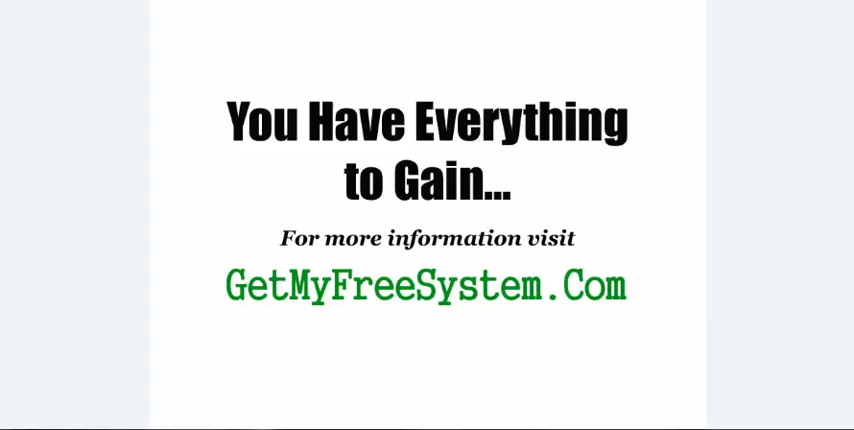 You Have Everything
to Gain...
For more information visit
GetMyFreeSystem.Com